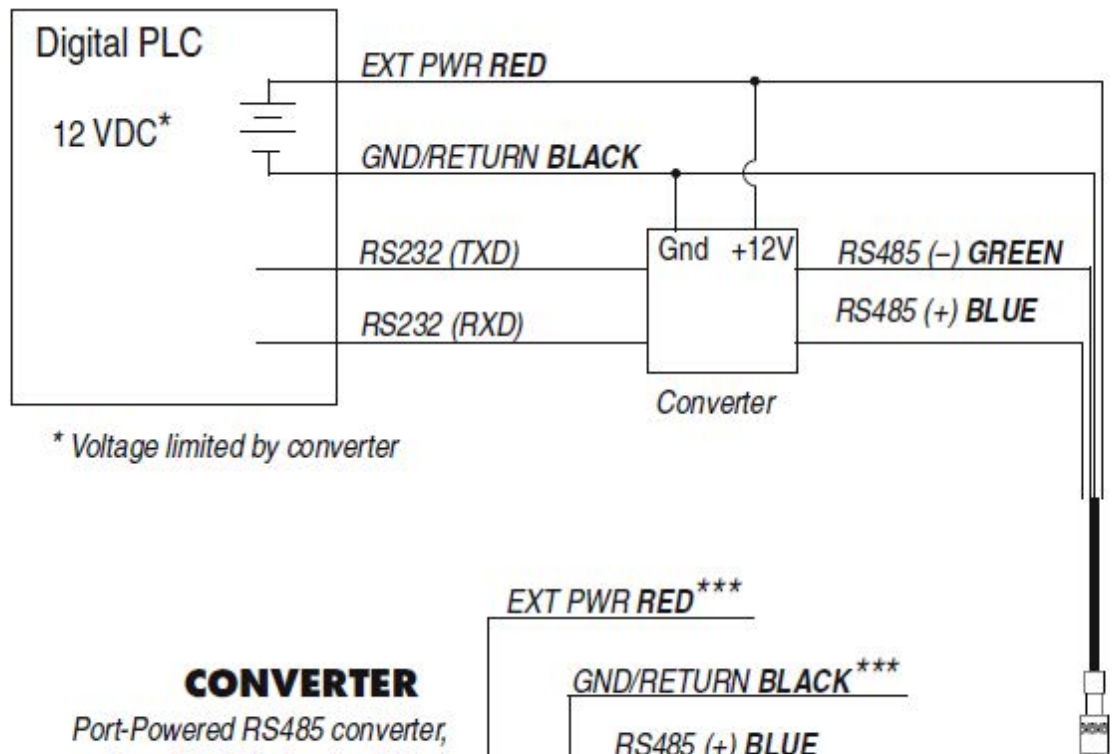 Digital PLC
12 VDC*
EXT PWR RED
GND/RETURN BLACK
RS232 (TXD)
RS232 (RXD)
Gnd +12V
RS485 (–) GREEN
RS485 (+) BLUE
Converter
* Voltage limited by converter
EXT PWR RED***
GND/RETURN BLACK***
RS485 (+) BLUE
CONVERTER
Port-Powered RS485 converter,